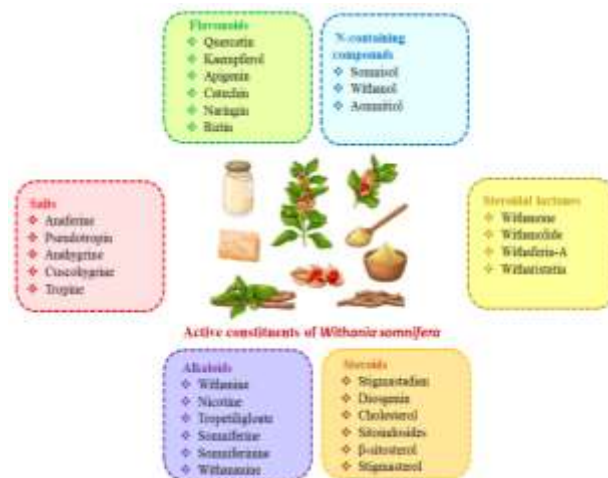 Flavonoids
Quercetin
Kaempferol
Apigenin
Catechin
Naringin
Rutin
N-containing
compounds
Somnisol
Withanol
Salts
Anaferine
Pseudotropin
Anahygrine
Cuscohygrine
Tropine
Steroidal lactones
Withanone
Withanolide
Withaferin-A
Active constituents of Withania somnifera
Alkaloids
Withanine
Nicotine
Somniferine
Somniferinine
Withananine
Steroids
Stigmastadien
Diosgenin
Cholesterol
Sitoindosides
β-sitosterol
Stigmasterol